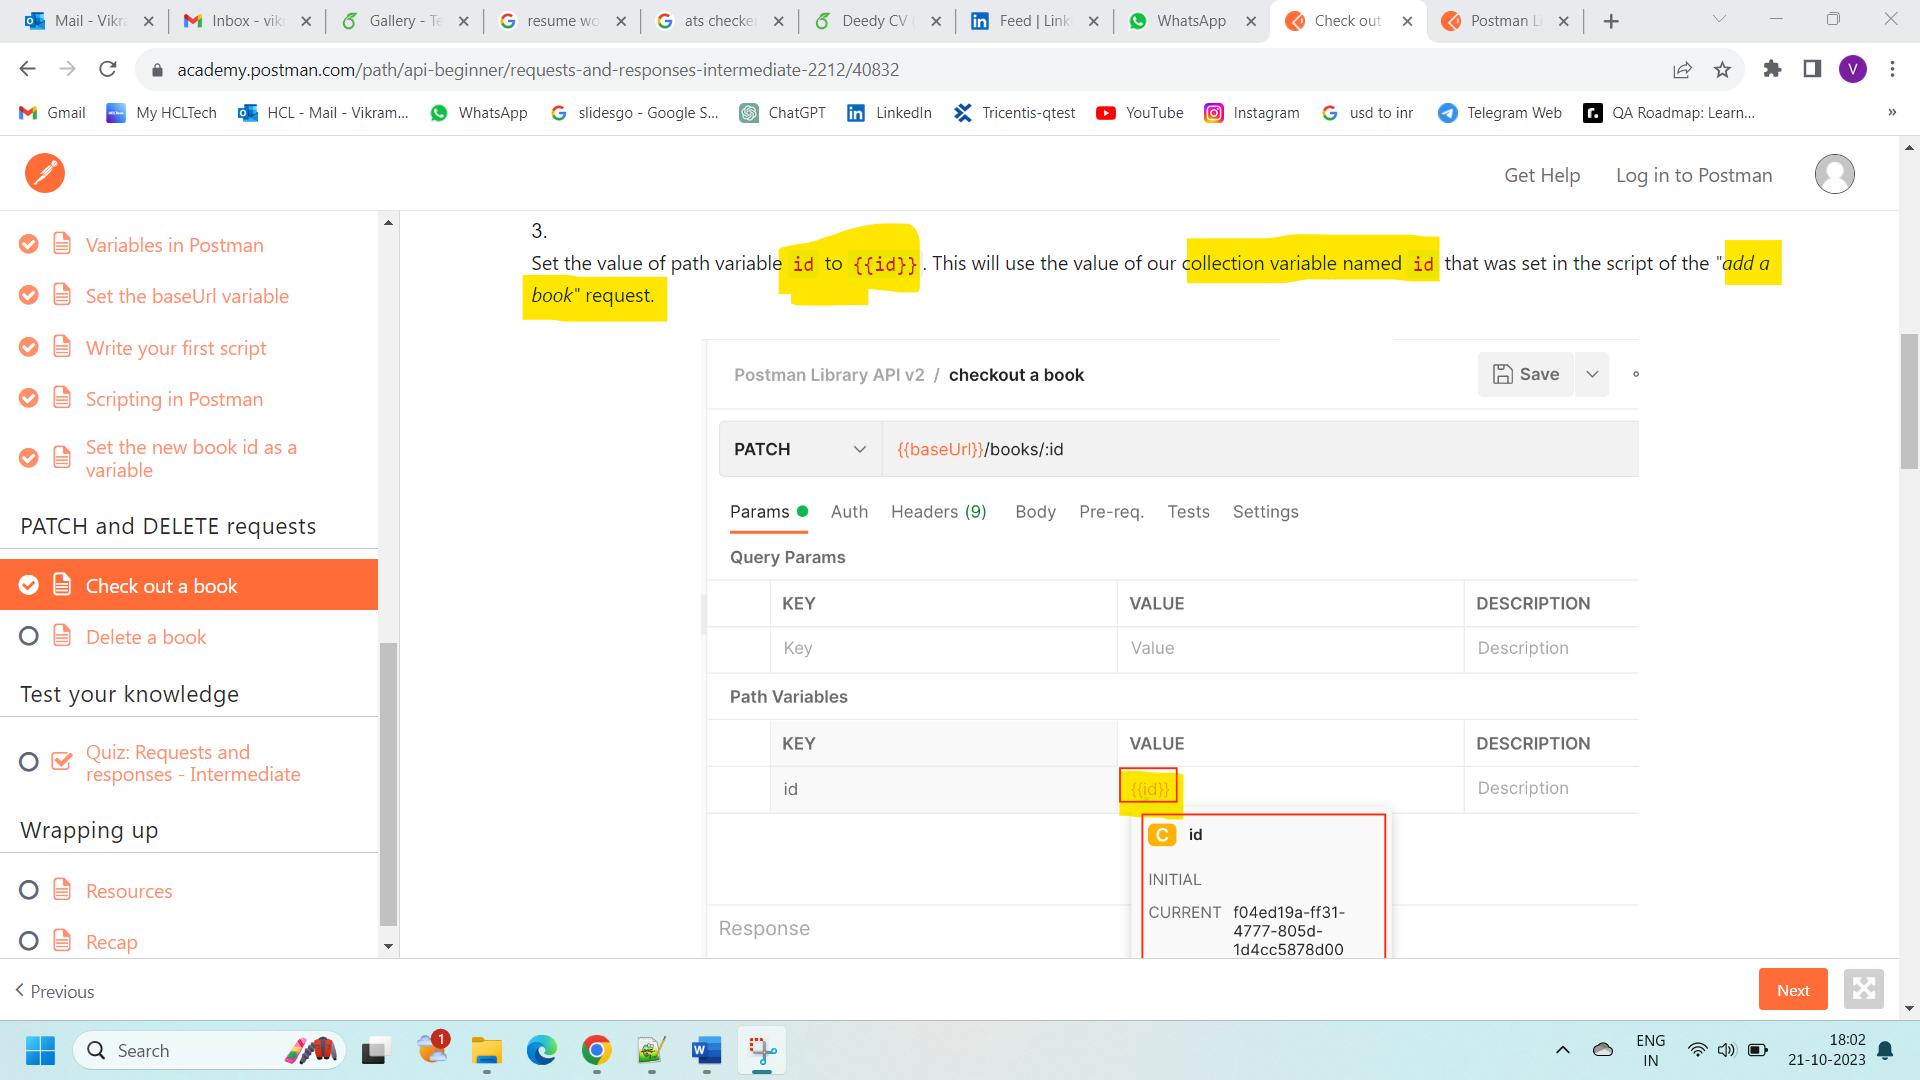 Mail - Vikra
Inbox - vik
Gallery - Te
resume wo
ats checke
Deedy CV (
Feed | Link
WhatsApp
Check out
Postman Li
academy.postman.com/path/api-beginner/requests-and-responses-intermediate-2212/40832
V
Gmail
My HCLTech
HCL - Mail - Vikram...
WhatsApp
slidesgo - Google S...
ChatGPT
LinkedIn
Tricentis-qtest
YouTube
Instagram
usd to inr
Telegram Web
QA Roadmap: Learn...
»
Get Help
Log in to Postman
Variables in Postman
Set the baseUrl variable
Write your first script
Scripting in Postman
Set the new book id as a
variable
PATCH and DELETE requests
Check out a book
Delete a book
Test your knowledge
Quiz: Requests and
responses - Intermediate
Wrapping up
Resources
Recap
3.
Set the value of path variable id to {{id}}. This will use the value of our collection variable named id that was set in the script of the "add a
book" request.
Postman Library API v2 / checkout a book
Save
PATCH
{{baseUrl}}/books/:id
Params Auth Headers (9) Body Pre-req. Tests Settings
Query Params
KEY VALUE DESCRIPTION
Key Value Description
Path Variables
KEY VALUE DESCRIPTION
id {{id}} Description
C id
INITIAL
CURRENT f04ed19a-ff31-
4777-805d-
1d4cc5878d00
Response
Previous
Next
Search
1
ENG
IN
18:02
21-10-2023